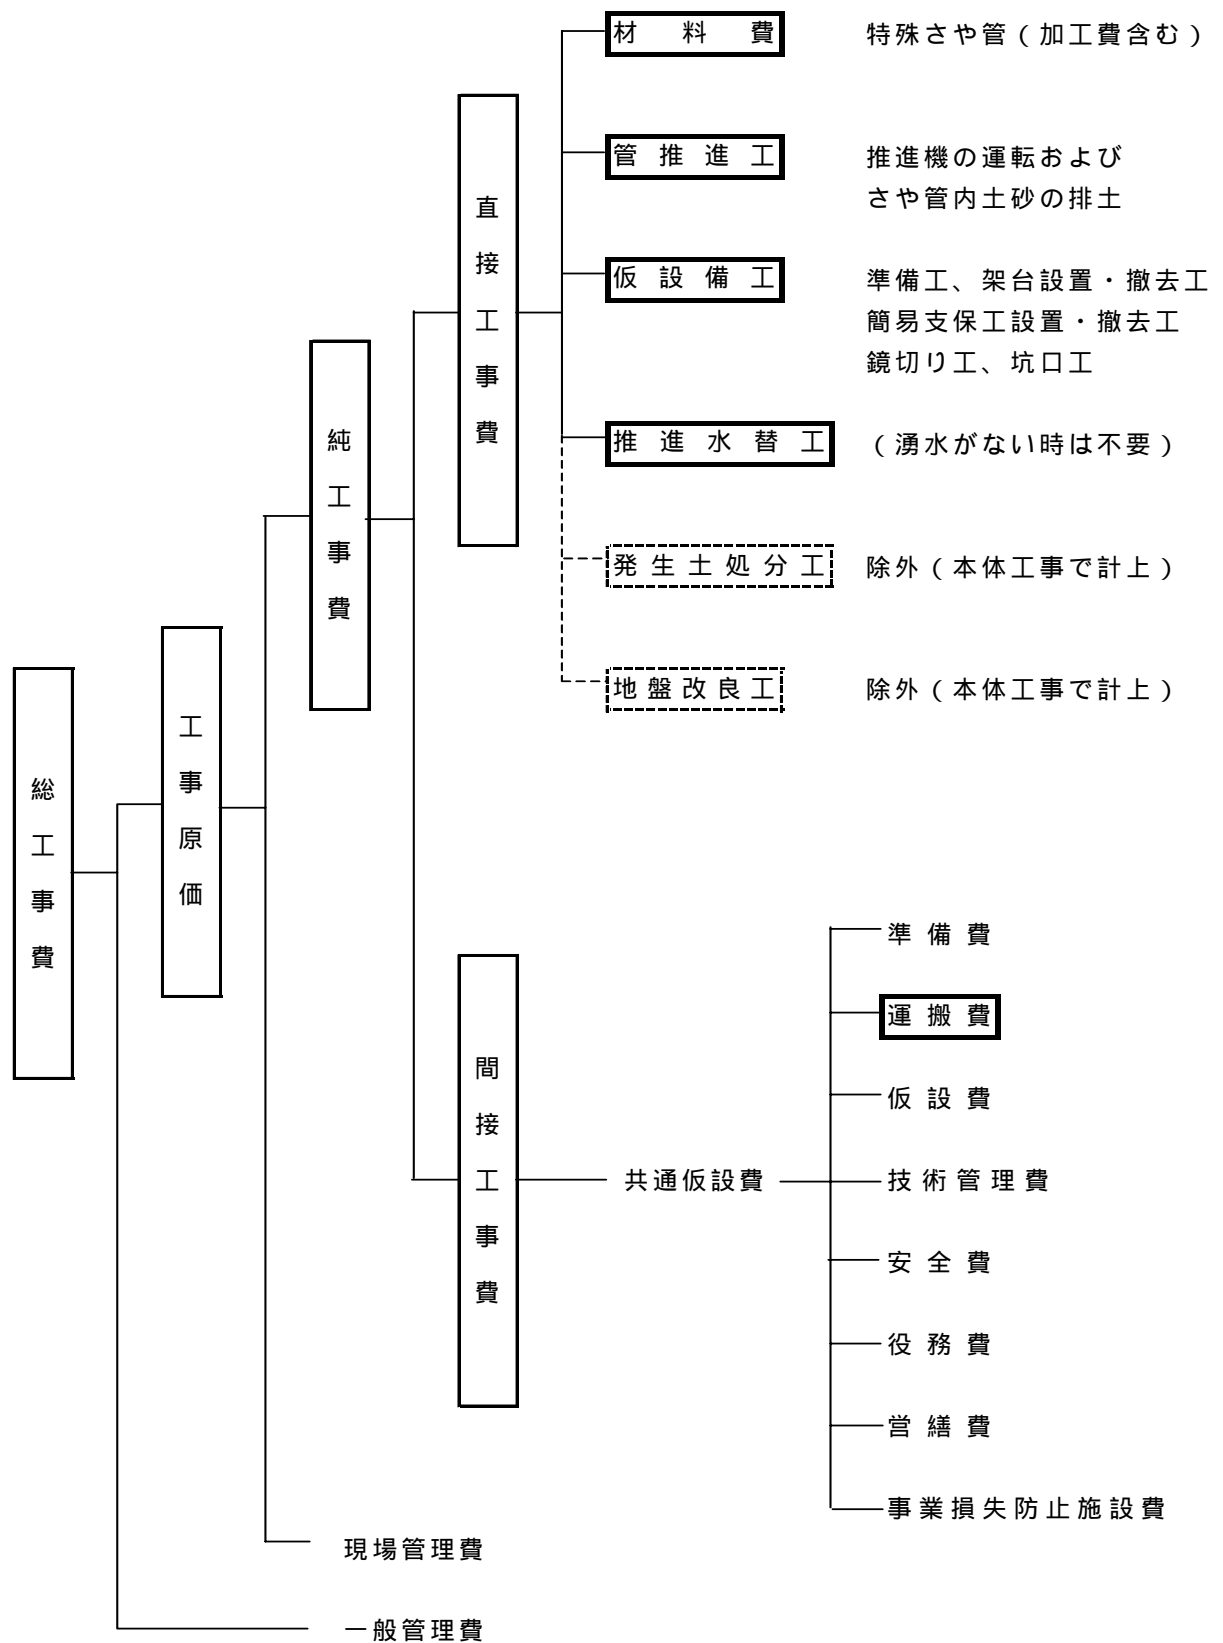 材料費 特殊さや管（加工費含む）
管推進工 推進機の運転および
さや管内土砂の排土
直接工事費
仮設備工 準備工、架台設置・撤去工
簡易支保工設置・撤去工
鏡切り工、坑口工
純工事費
推進水替工 （湧水がない時は不要）
発生土処分工 除外（本体工事で計上）
地盤改良工 除外（本体工事で計上）
工事原価
総工事費
準備費
運搬費
間接工事費
仮設費
共通仮設費
技術管理費
安全費
役務費
営繕費
事業損失防止施設費
現場管理費
一般管理費